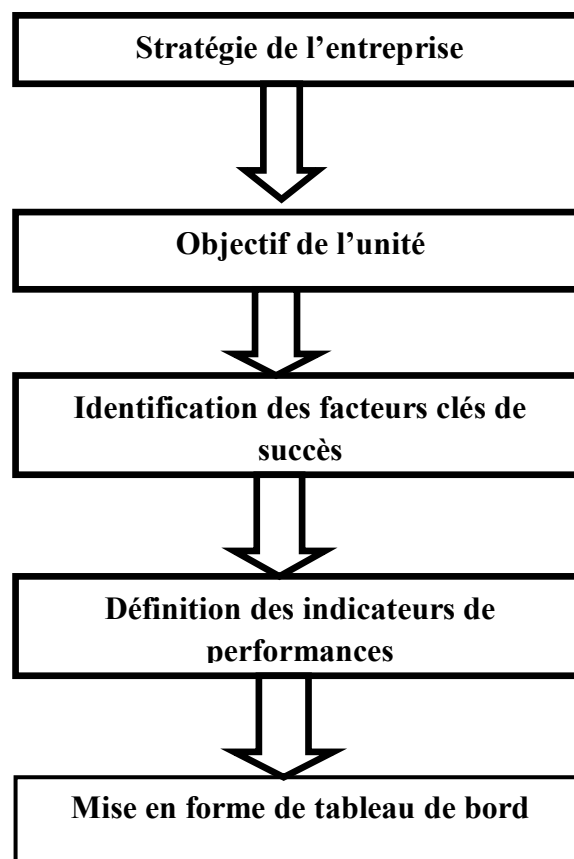 Stratégie de l’entreprise
Objectif de l’unité
Identification des facteurs clés de
succès
Définition des indicateurs de
performances
Mise en forme de tableau de bord